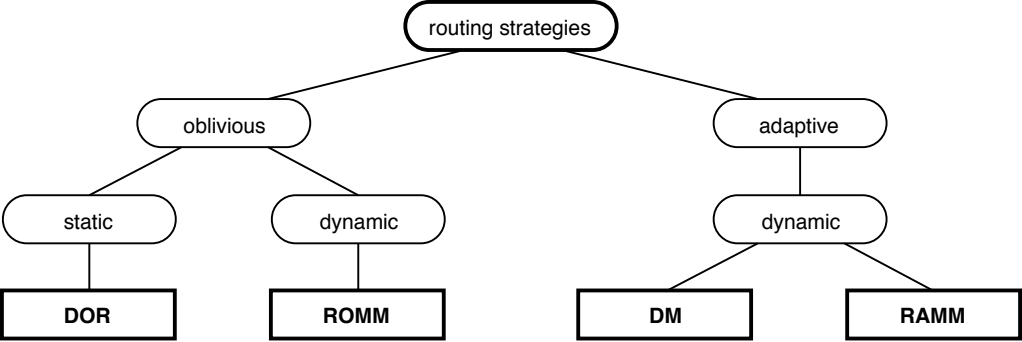 routing strategies
oblivious
adaptive
static
dynamic
dynamic
DOR
ROMM
DM
RAMM